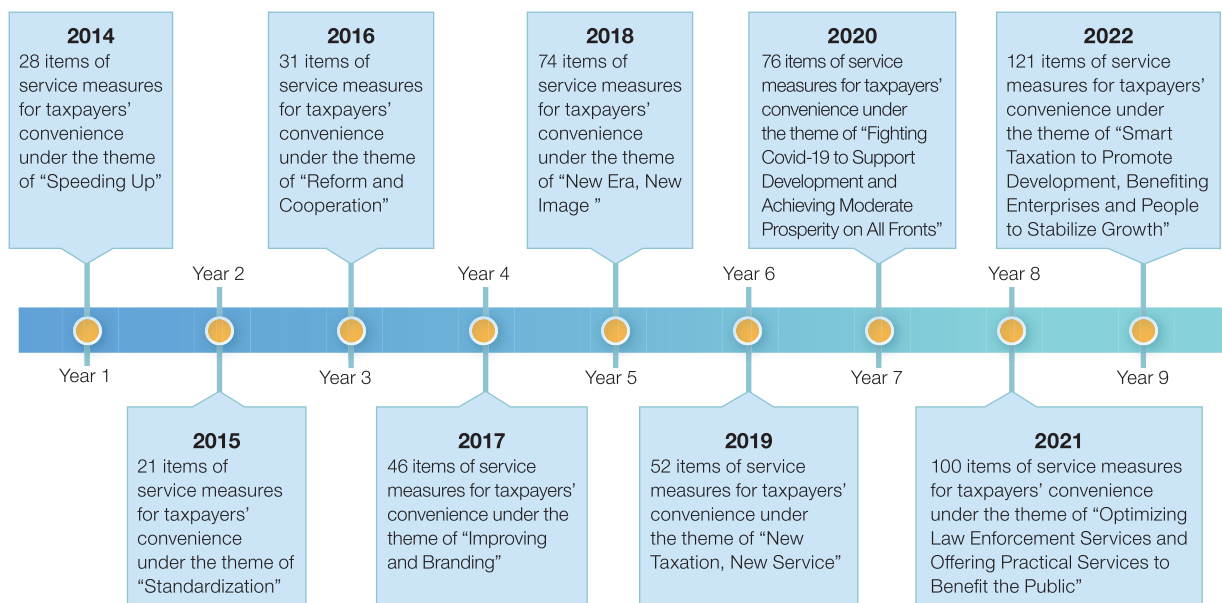 2014
28 items of
service measures
for taxpayers’
convenience
under the theme
of “Speeding Up”
2016
31 items of
service measures
for taxpayers’
convenience
under the theme
of “Reform and
Cooperation”
2018
74 items of
service measures
for taxpayers’
convenience
under the theme
of “New Era, New
Image ”
2020
76 items of service
measures for taxpayers’
convenience under
the theme of “Fighting
Covid-19 to Support
Development and
Achieving Moderate
Prosperity on All Fronts”
2022
121 items of service
measures for taxpayers’
convenience under
the theme of “Smart
Taxation to Promote
Development, Benefiting
Enterprises and People
to Stabilize Growth”
Year 2
Year 4
Year 6
Year 8
Year 1
Year 3
Year 5
Year 7
Year 9
2015
21 items of
service measures
for taxpayers’
convenience
under the theme of
“Standardization”
2017
46 items of service
measures for taxpayers’
convenience under the
theme of “Improving
and Branding”
2019
52 items of service
measures for taxpayers’
convenience under
the theme of “New
Taxation, New Service”
2021
100 items of service measures
for taxpayers’ convenience
under the theme of “Optimizing
Law Enforcement Services and
Offering Practical Services to
Benefit the Public”